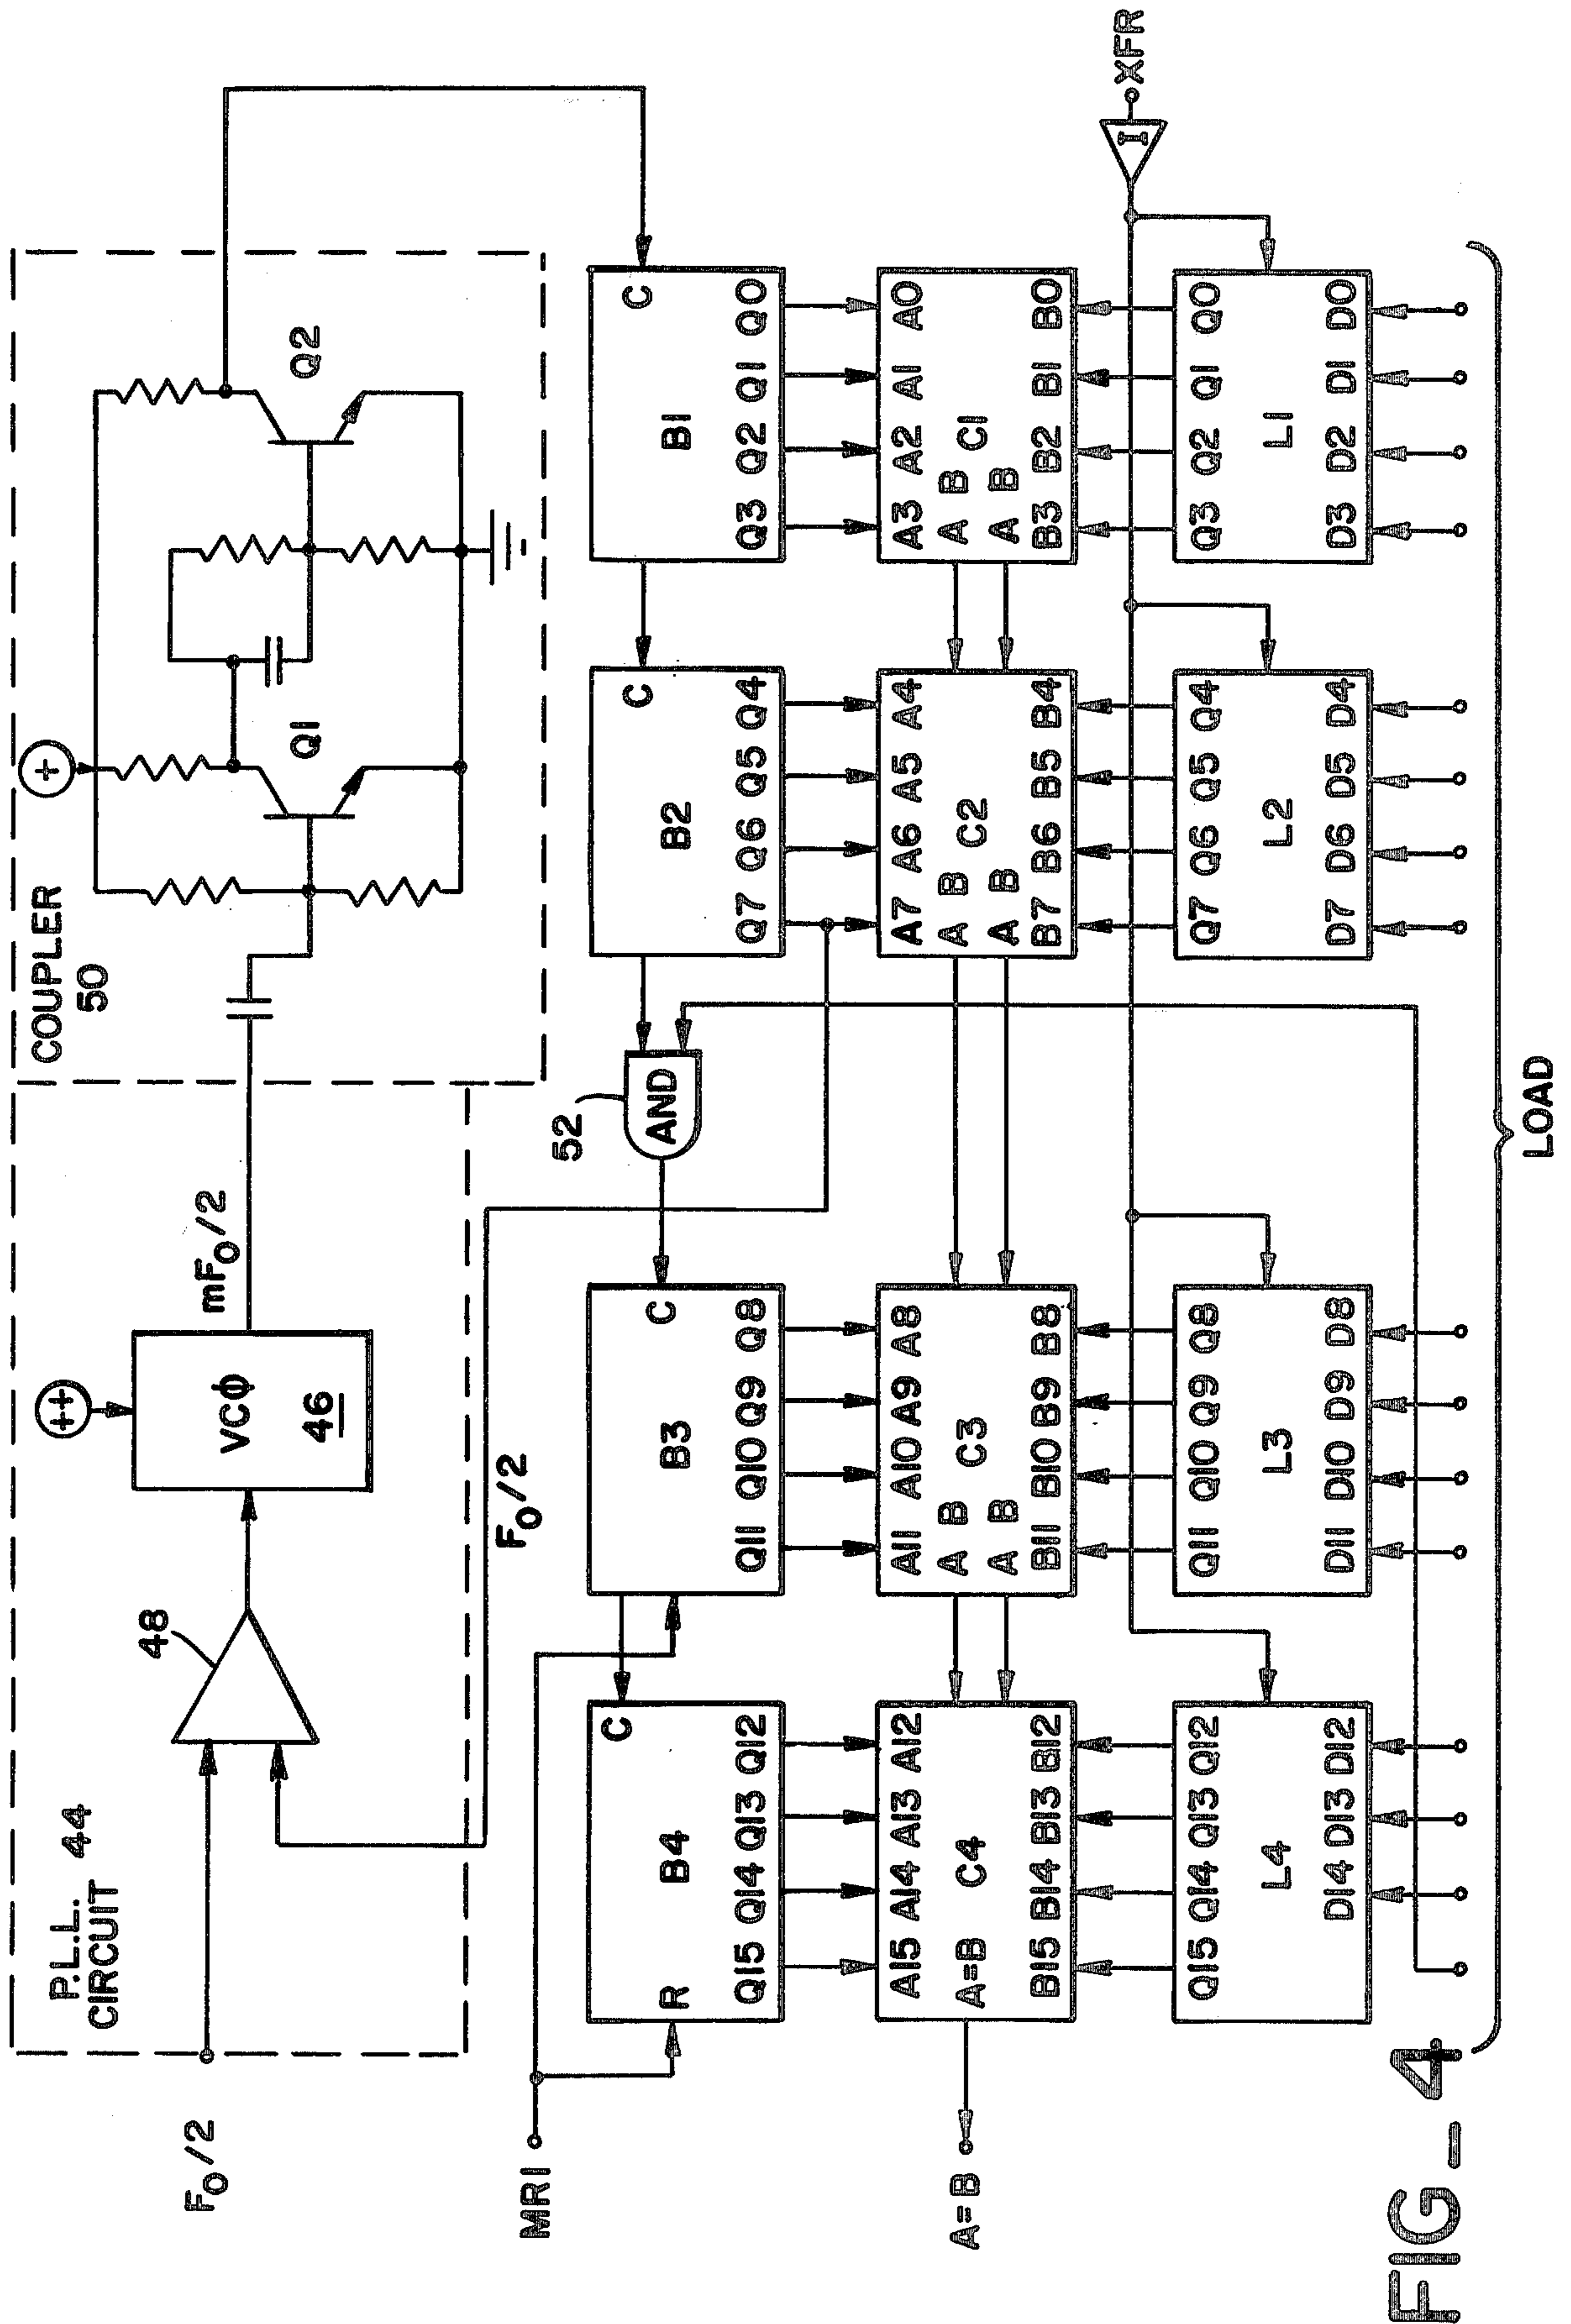 P.L.L. 44
CIRCUIT
48
VCΦ
46
++
mF₀/2
COUPLER
50
+
Q1
Q2
F₀/2
F₀/2
MRI
52
AND
C
B4
R
Q15 Q14 Q13 Q12
C
B3
Q11 Q10 Q9 Q8
C
B2
Q7 Q6 Q5 Q4
C
B1
Q3 Q2 Q1 Q0
A15 A14 A13 A12
A=B C4
B15 B14 B13 B12
A=B
A11 A10 A9 A8
A B C3
A B
B11 B10 B9 B8
A7 A6 A5 A4
A B C2
A B
B7 B6 B5 B4
A3 A2 A1 A0
A B C1
A B
B3 B2 B1 B0
I
XFR
Q15 Q14 Q13 Q12
L4
D14 D13 D12
Q11 Q10 Q9 Q8
L3
D11 D10 D9 D8
Q7 Q6 Q5 Q4
L2
D7 D6 D5 D4
Q3 Q2 Q1 Q0
L1
D3 D2 D1 D0
LOAD
FIG_4